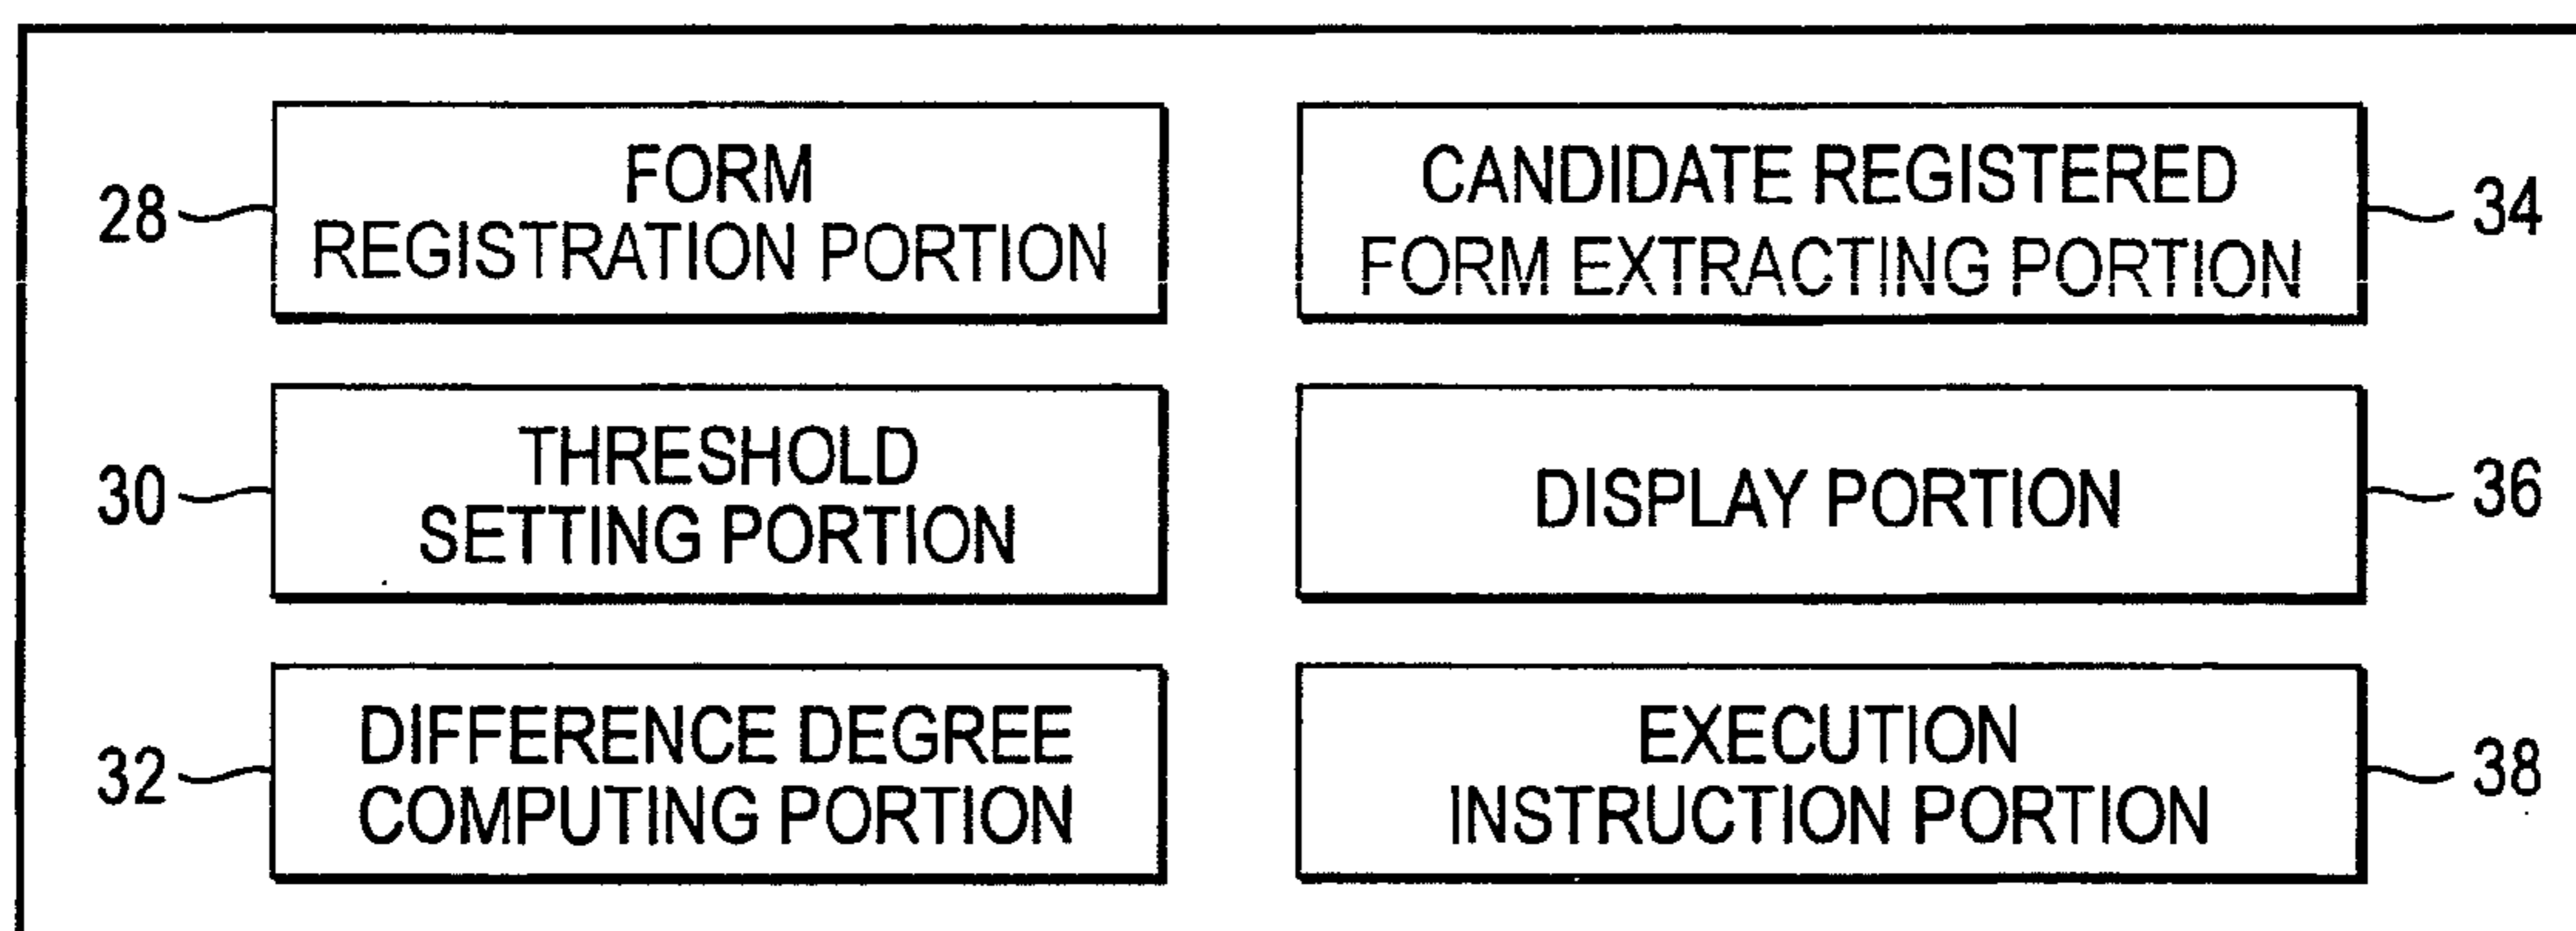 28
FORM
REGISTRATION PORTION
30
THRESHOLD
SETTING PORTION
32
DIFFERENCE DEGREE
COMPUTING PORTION
CANDIDATE REGISTERED
FORM EXTRACTING PORTION
34
DISPLAY PORTION
36
EXECUTION
INSTRUCTION PORTION
38